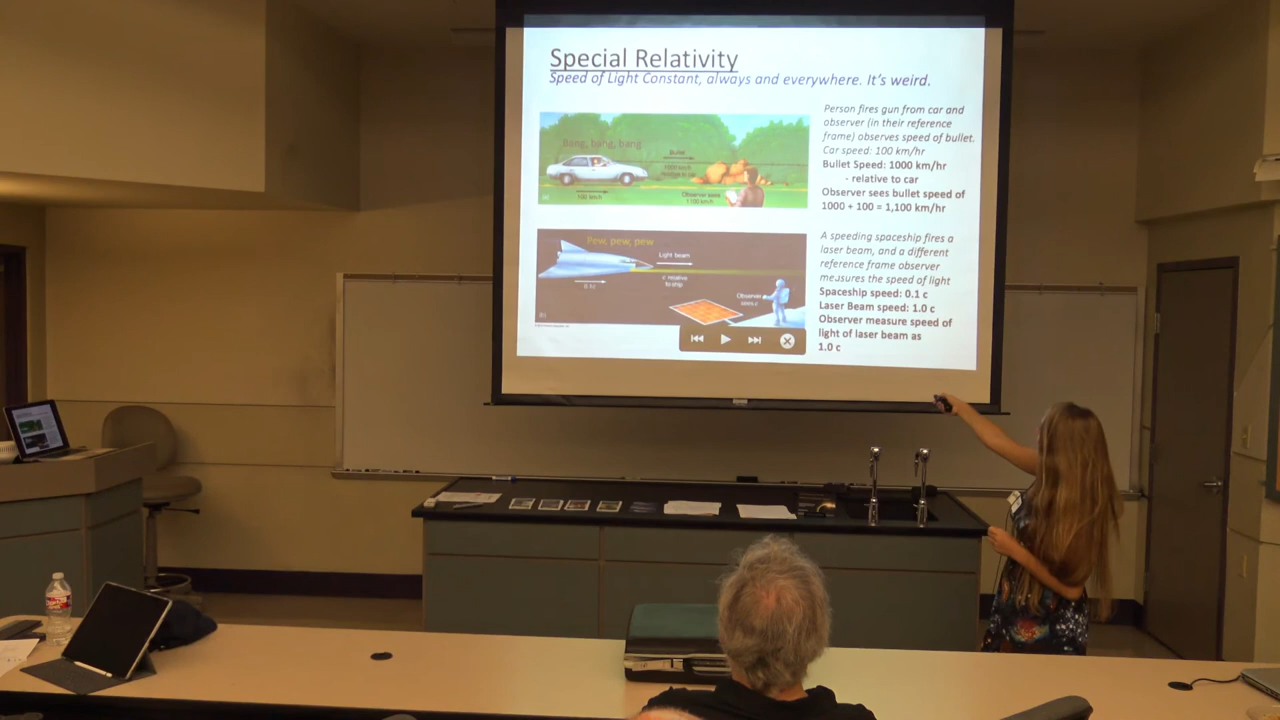 Special Relativity
Speed of Light Constant, always and everywhere. It's weird.
Bang, bang, bang
Bullet
1000 km/h
relative to car
100 km/h
Observer sees
1100 km/h
(a)
Person fires gun from car and
observer (in their reference
frame) observes speed of bullet.
Car speed: 100 km/hr
Bullet Speed: 1000 km/hr
- relative to car
Observer sees bullet speed of
1000 + 100 = 1,100 km/hr
Pew, pew, pew
Light beam
c relative
to ship
Observer
sees c
(b)
A speeding spaceship fires a
laser beam, and a different
reference frame observer
measures the speed of light
Spaceship speed: 0.1 c
Laser Beam speed: 1.0 c
Observer measure speed of
light of laser beam as
1.0 c